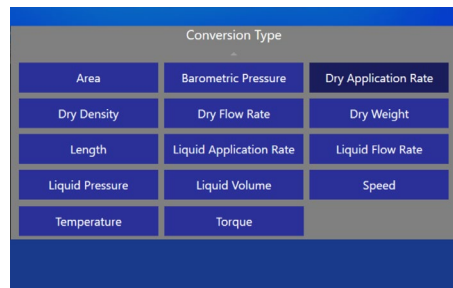 Conversion Type
Area
Barometric Pressure
Dry Application Rate
Dry Density
Dry Flow Rate
Dry Weight
Length
Liquid Application Rate
Liquid Flow Rate
Liquid Pressure
Liquid Volume
Speed
Temperature
Torque